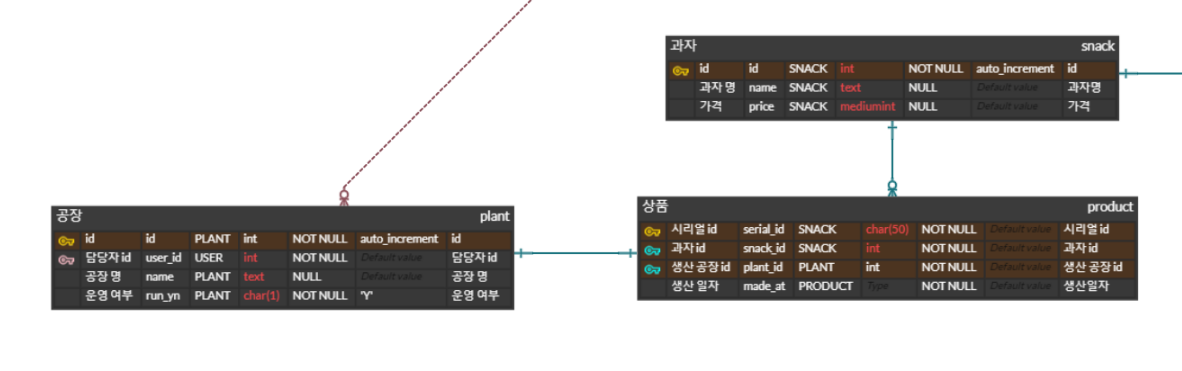 과자 snack
id id SNACK int NOT NULL auto_increment id
과자 명 name SNACK text NULL Default value 과자명
가격 price SNACK mediumint NULL Default value 가격
공장 plant
id id PLANT int NOT NULL auto_increment id
담당자 id user_id USER int NOT NULL Default value 담당자 id
공장 명 name PLANT text NULL Default value 공장 명
운영 여부 run_yn PLANT char(1) NOT NULL 'Y' 운영 여부
상품 product
시리얼 id serial_id SNACK char(50) NOT NULL Default value 시리얼 id
과자 id snack_id SNACK int NOT NULL Default value 과자 id
생산 공장 id plant_id PLANT int NOT NULL Default value 생산 공장 id
생산 일자 made_at PRODUCT Type NOT NULL Default value 생산일자